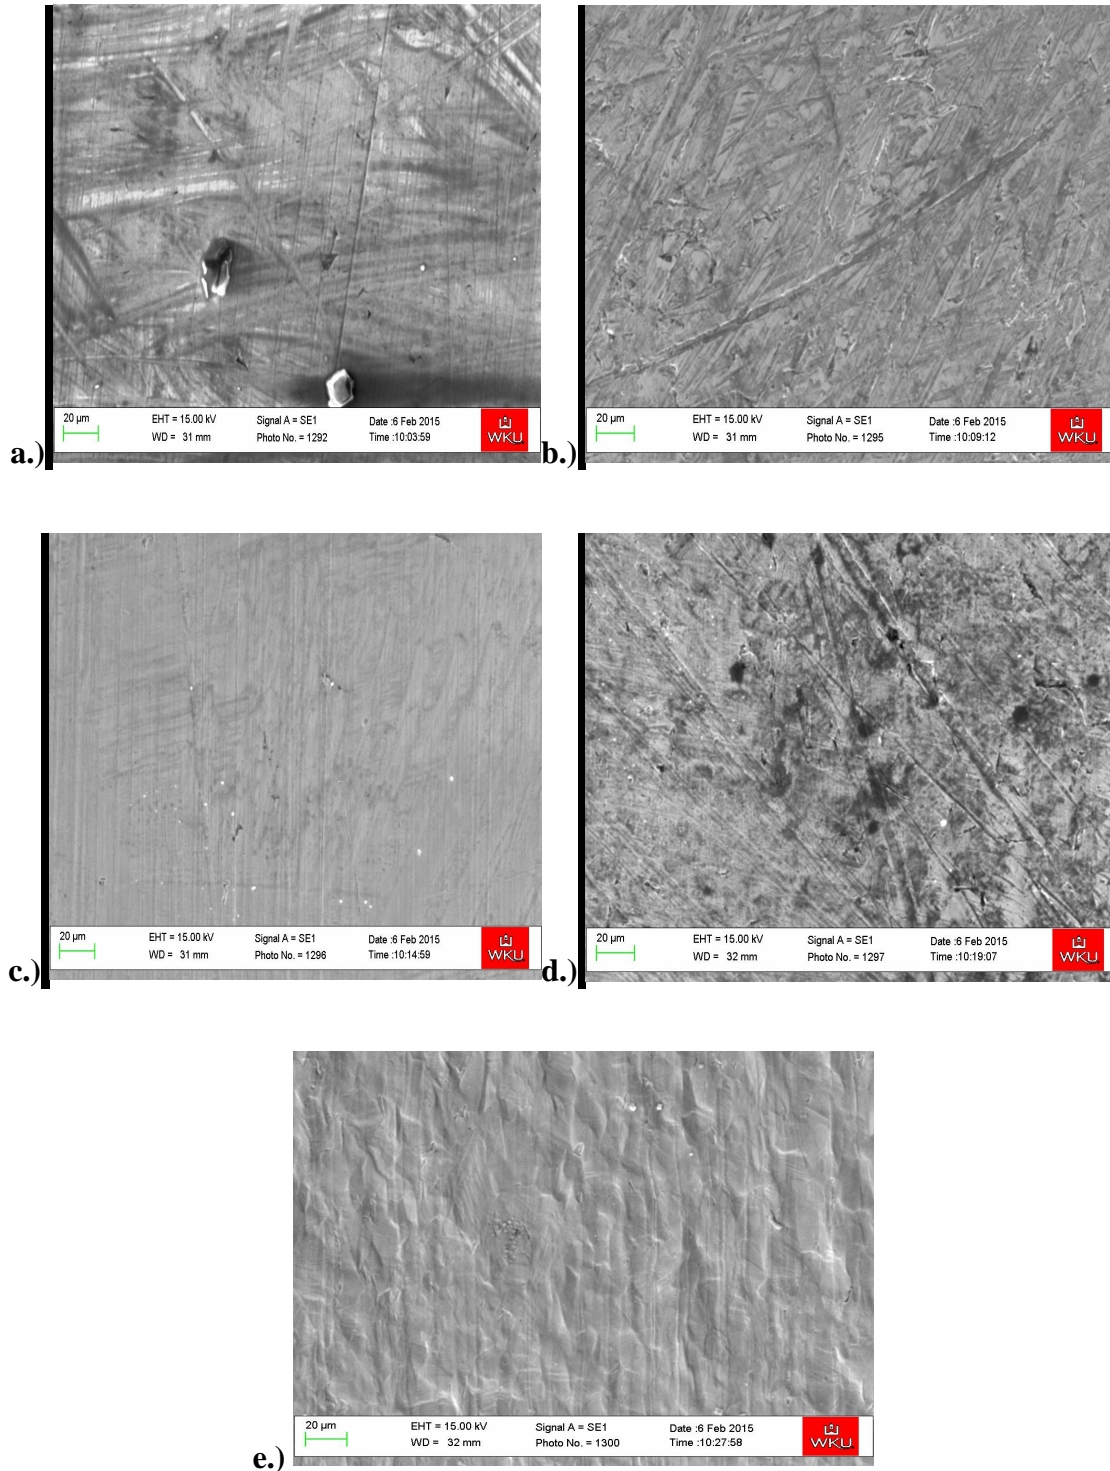 20 µm EHT = 15.00 kV Signal A = SE1 Date :6 Feb 2015
WD = 31 mm Photo No. = 1292 Time :10:03:59
WKU
a.)
20 µm EHT = 15.00 kV Signal A = SE1 Date :6 Feb 2015
WD = 31 mm Photo No. = 1295 Time :10:09:12
WKU
b.)
20 µm EHT = 15.00 kV Signal A = SE1 Date :6 Feb 2015
WD = 31 mm Photo No. = 1296 Time :10:14:59
WKU
c.)
20 µm EHT = 15.00 kV Signal A = SE1 Date :6 Feb 2015
WD = 32 mm Photo No. = 1297 Time :10:19:07
WKU
d.)
20 µm EHT = 15.00 kV Signal A = SE1 Date :6 Feb 2015
WD = 32 mm Photo No. = 1300 Time :10:27:58
WKU
e.)